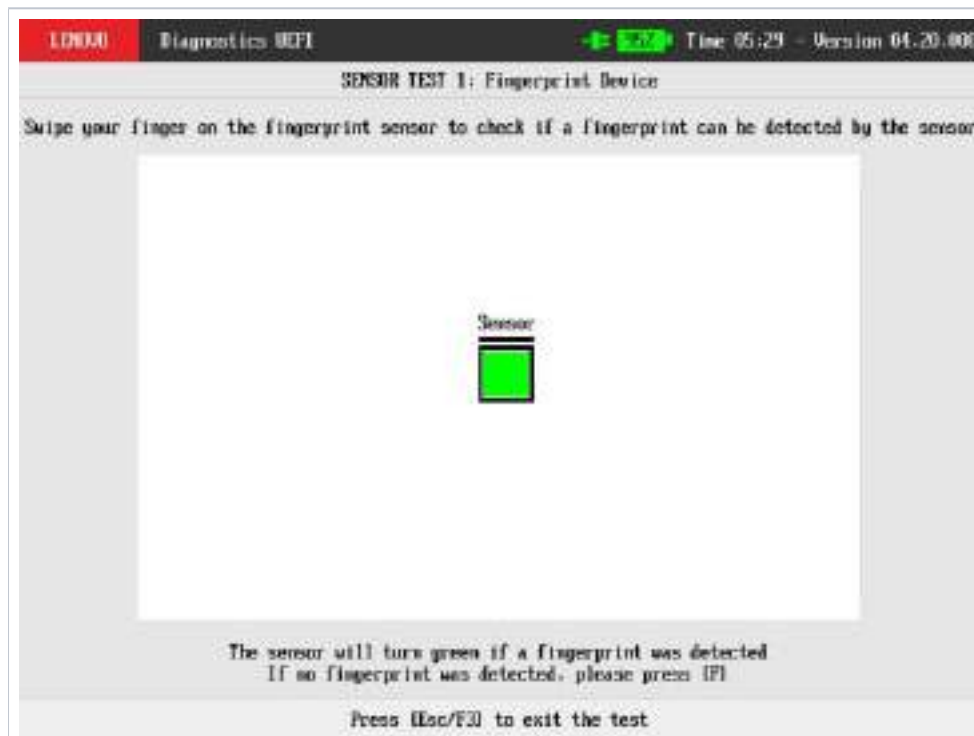 LENOVO
Diagnostics UEFI
Time 05:29 - Version 04.20.000
SENSOR TEST 1: Fingerprint Device
Swipe your finger on the fingerprint sensor to check if a fingerprint can be detected by the sensor
Sensor
The sensor will turn green if a fingerprint was detected
If no fingerprint was detected, please press [F]
Press [Esc/F3] to exit the test